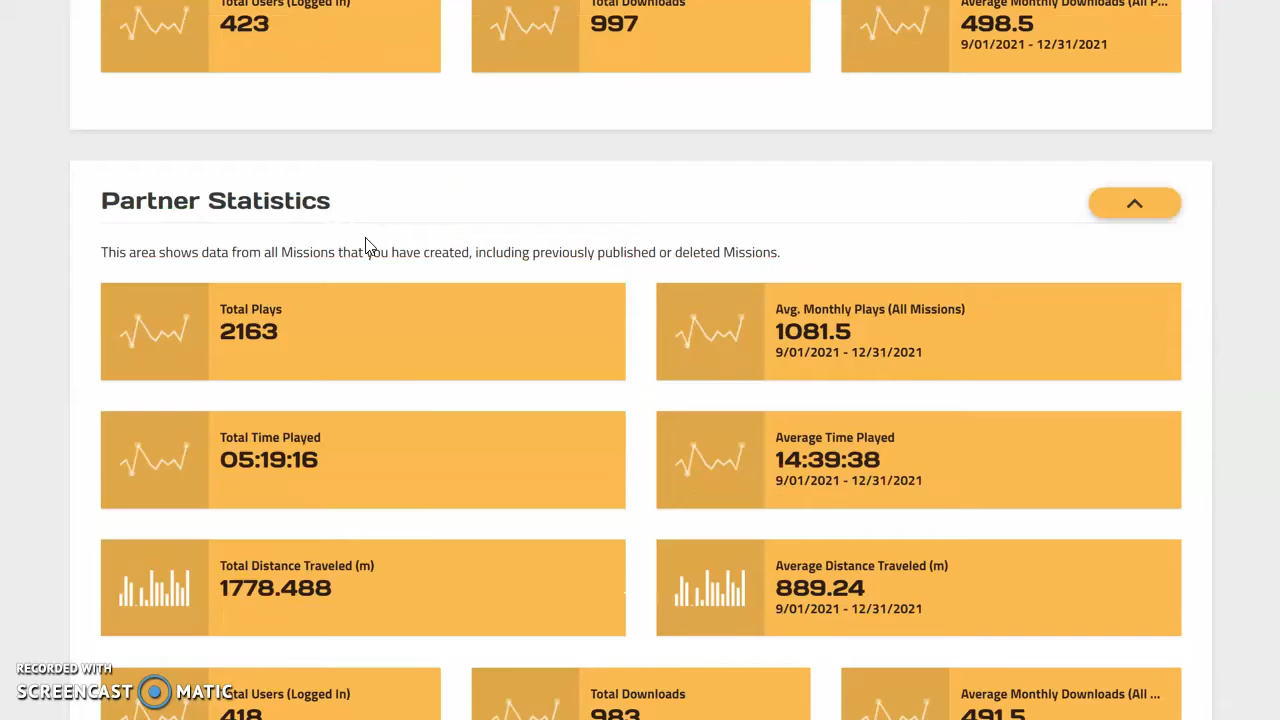 Total Users (Logged In)
423
Total Downloads
997
Average Monthly Downloads (All P...
498.5
9/01/2021 - 12/31/2021
Partner Statistics
This area shows data from all Missions that you have created, including previously published or deleted Missions.
Total Plays
2163
Avg. Monthly Plays (All Missions)
1081.5
9/01/2021 - 12/31/2021
Total Time Played
05:19:16
Average Time Played
14:39:38
9/01/2021 - 12/31/2021
Total Distance Traveled (m)
1778.488
Average Distance Traveled (m)
889.24
9/01/2021 - 12/31/2021
Total Users (Logged In)
418
Total Downloads
983
Average Monthly Downloads (All ...
491.5
RECORDED WITH
SCREENCAST MATIC